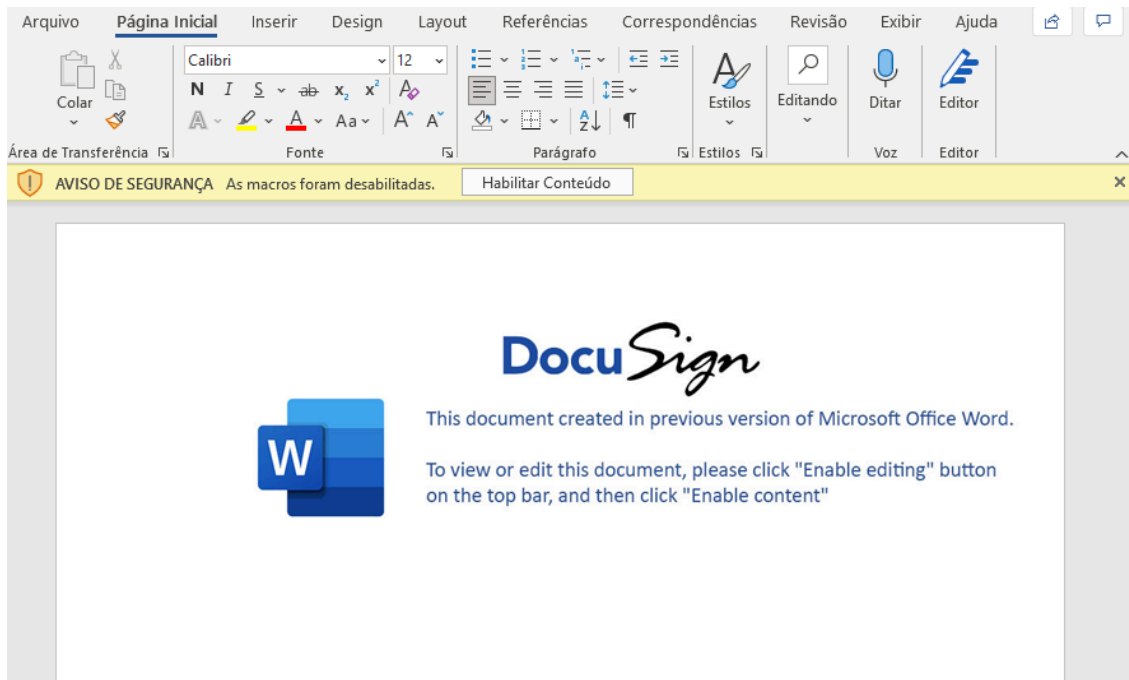 Arquivo Página Inicial Inserir Design Layout Referências Correspondências Revisão Exibir Ajuda
Calibri 12
N I S ab x₂ x² A
A A Aa A A
Colar Estilos Editando Ditar Editor
Área de Transferência Fonte Parágrafo Estilos Voz Editor
AVISO DE SEGURANÇA As macros foram desabilitadas. Habilitar Conteúdo
DocuSign
W
This document created in previous version of Microsoft Office Word.
To view or edit this document, please click "Enable editing" button
on the top bar, and then click "Enable content"